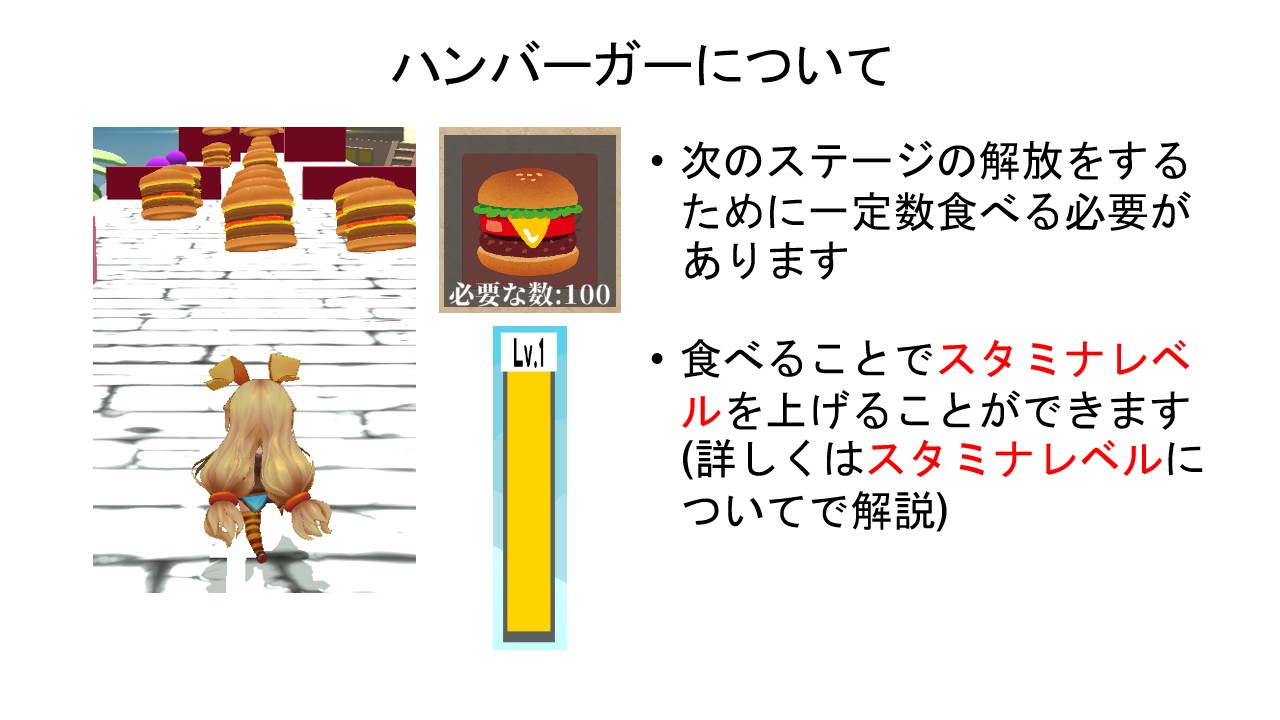 ハンバーガーについて
必要な数:100
Lv.1
• 次のステージの解放をする
ために一定数食べる必要が
あります
• 食べることでスタミナレベ
ルを上げることができます
(詳しくはスタミナレベルに
ついてで解説)